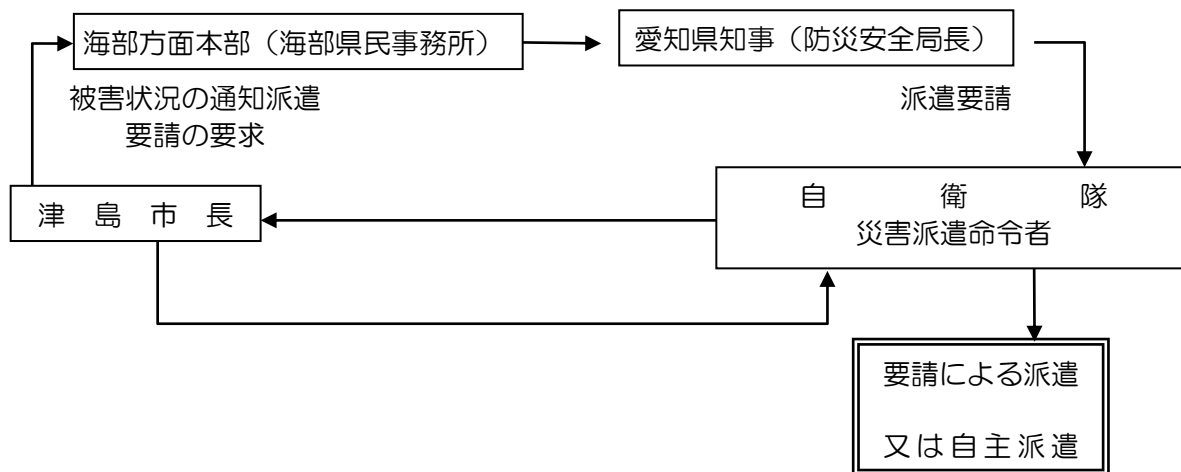 海部方面本部（海部県民事務所）
愛知県知事（防災安全局長）
被害状況の通知派遣
要請の要求
派遣要請
津島市長
自衛隊
災害派遣命令者
要請による派遣
又は自主派遣